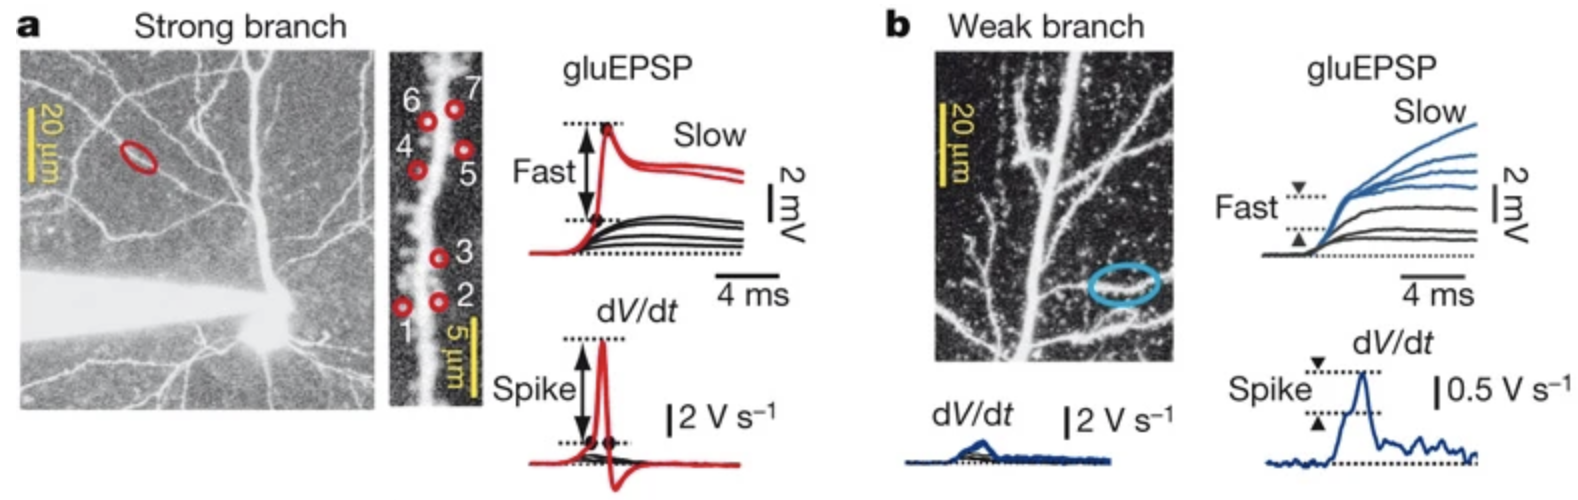 a Strong branch
20 μm
6
7
4
5
3
2
1
5 μm
gluEPSP
Slow
Fast
2 mV
4 ms
dV/dt
Spike
2 V s⁻¹
b Weak branch
20 μm
gluEPSP
Slow
Fast
2 mV
4 ms
dV/dt
2 V s⁻¹
dV/dt
Spike
0.5 V s⁻¹